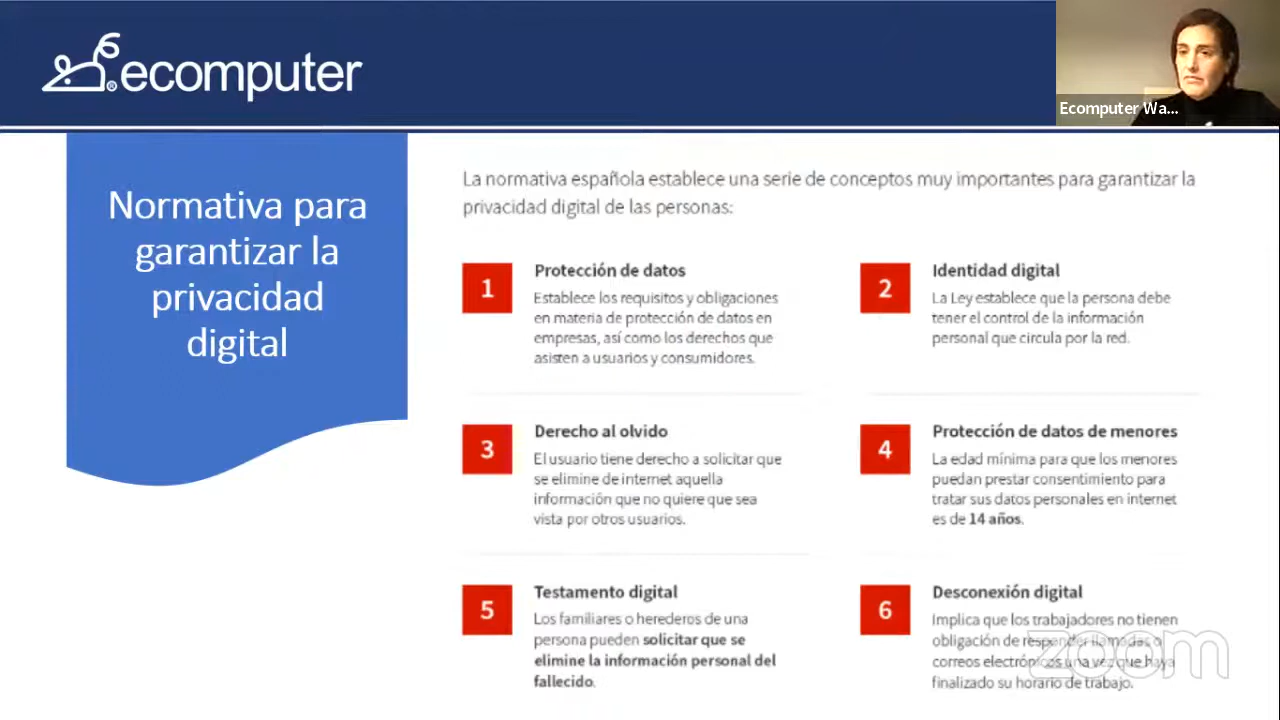 ecomputer
Ecomputer Wa...
Normativa para
garantizar la
privacidad
digital
La normativa española establece una serie de conceptos muy importantes para garantizar la
privacidad digital de las personas:
1
Protección de datos
Establece los requisitos y obligaciones
en materia de protección de datos en
empresas, así como los derechos que
asisten a usuarios y consumidores.
2
Identidad digital
La Ley establece que la persona debe
tener el control de la información
personal que circula por la red.
3
Derecho al olvido
El usuario tiene derecho a solicitar que
se elimine de internet aquella
información que no quiere que sea
vista por otros usuarios.
4
Protección de datos de menores
La edad mínima para que los menores
puedan prestar consentimiento para
tratar sus datos personales en internet
es de 14 años.
5
Testamento digital
Los familiares o herederos de una
persona pueden solicitar que se
elimine la información personal del
fallecido.
6
Desconexión digital
Implica que los trabajadores no tienen
obligación de responder llamadas o
correos electrónicos una vez que haya
finalizado su horario de trabajo.
zoom